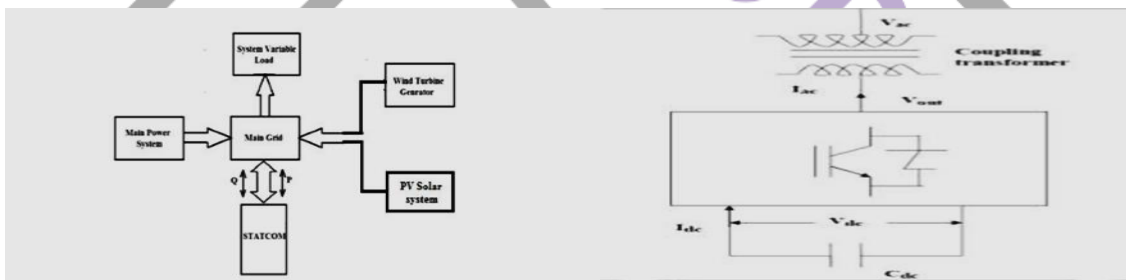 System Variable
Load
Wind Turbine
Genrator
Main Power
System
Main Grid
Q
P
PV Solar
system
STATCOM
Vac
Coupling
transformer
Iac
Vout
Idc
Vdc
Cdc